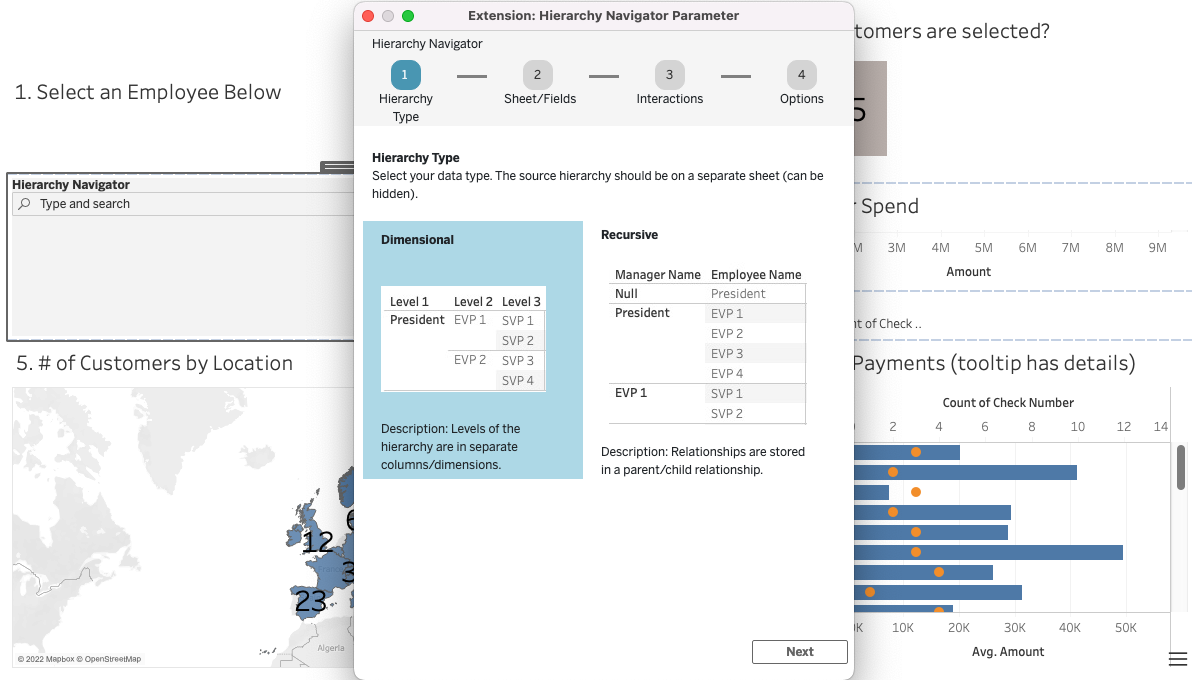 Extension: Hierarchy Navigator Parameter
Hierarchy Navigator
1
2
3
4
Hierarchy
Type
Sheet/Fields
Interactions
Options
Hierarchy Type
Select your data type. The source hierarchy should be on a separate sheet (can be
hidden).
Dimensional
Level 1 Level 2 Level 3
President EVP 1 SVP 1
SVP 2
EVP 2 SVP 3
SVP 4
Description: Levels of the
hierarchy are in separate
columns/dimensions.
Recursive
Manager Name Employee Name
Null President
President EVP 1
EVP 2
EVP 3
EVP 4
EVP 1 SVP 1
SVP 2
Description: Relationships are stored
in a parent/child relationship.
Next
1. Select an Employee Below
Hierarchy Navigator
Type and search
5. # of Customers by Location
12
23
3
Algeria
© 2022 Mapbox © OpenStreetMap
tomers are selected?
5
Spend
M 3M 4M 5M 6M 7M 8M 9M
Amount
nt of Check ..
Payments (tooltip has details)
Count of Check Number
2 4 6 8 10 12 14
K 10K 20K 30K 40K 50K
Avg. Amount